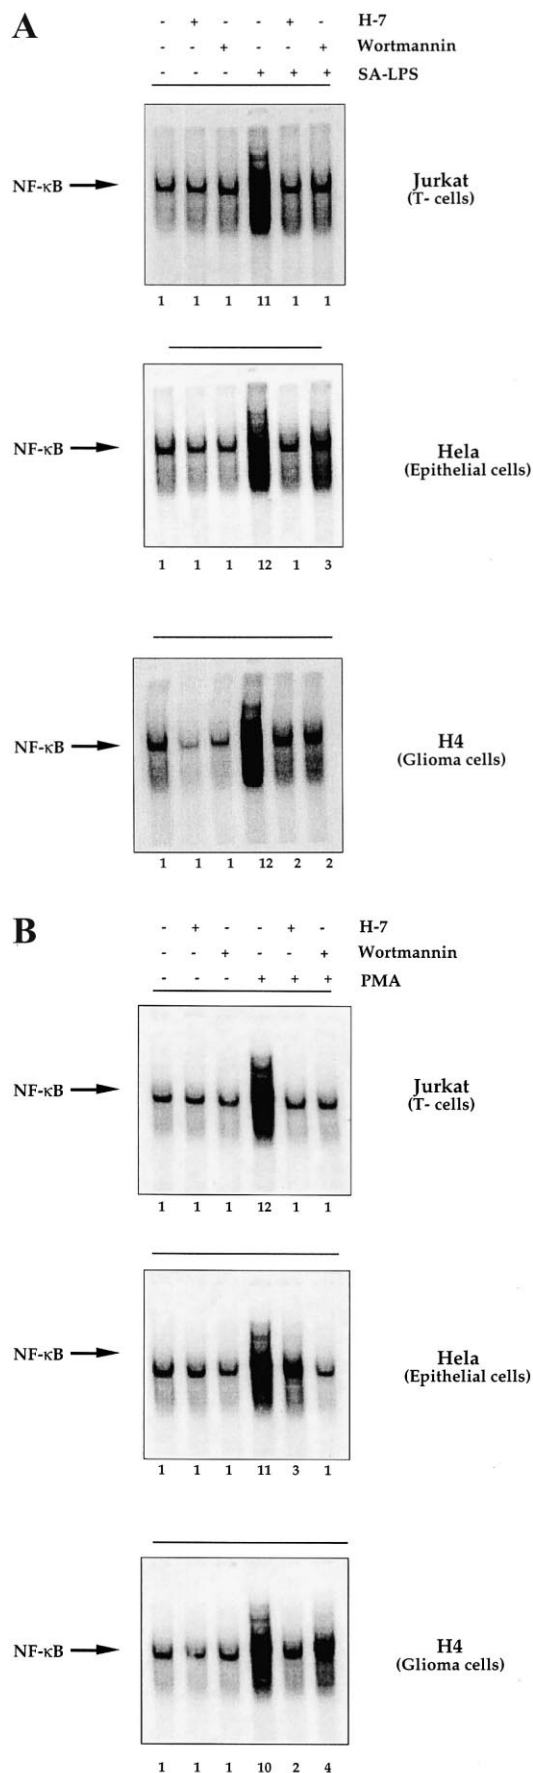 A
- + - - + - H-7
- - + - - + Wortmannin
- - - + + + SA-LPS
NF-κB
Jurkat
(T- cells)
1 1 1 11 1 1
NF-κB
Hela
(Epithelial cells)
1 1 1 12 1 3
NF-κB
H4
(Glioma cells)
1 1 1 12 2 2
B
- + - - + - H-7
- - + - - + Wortmannin
- - - + + + PMA
NF-κB
Jurkat
(T- cells)
1 1 1 12 1 1
NF-κB
Hela
(Epithelial cells)
1 1 1 11 3 1
NF-κB
H4
(Glioma cells)
1 1 1 10 2 4